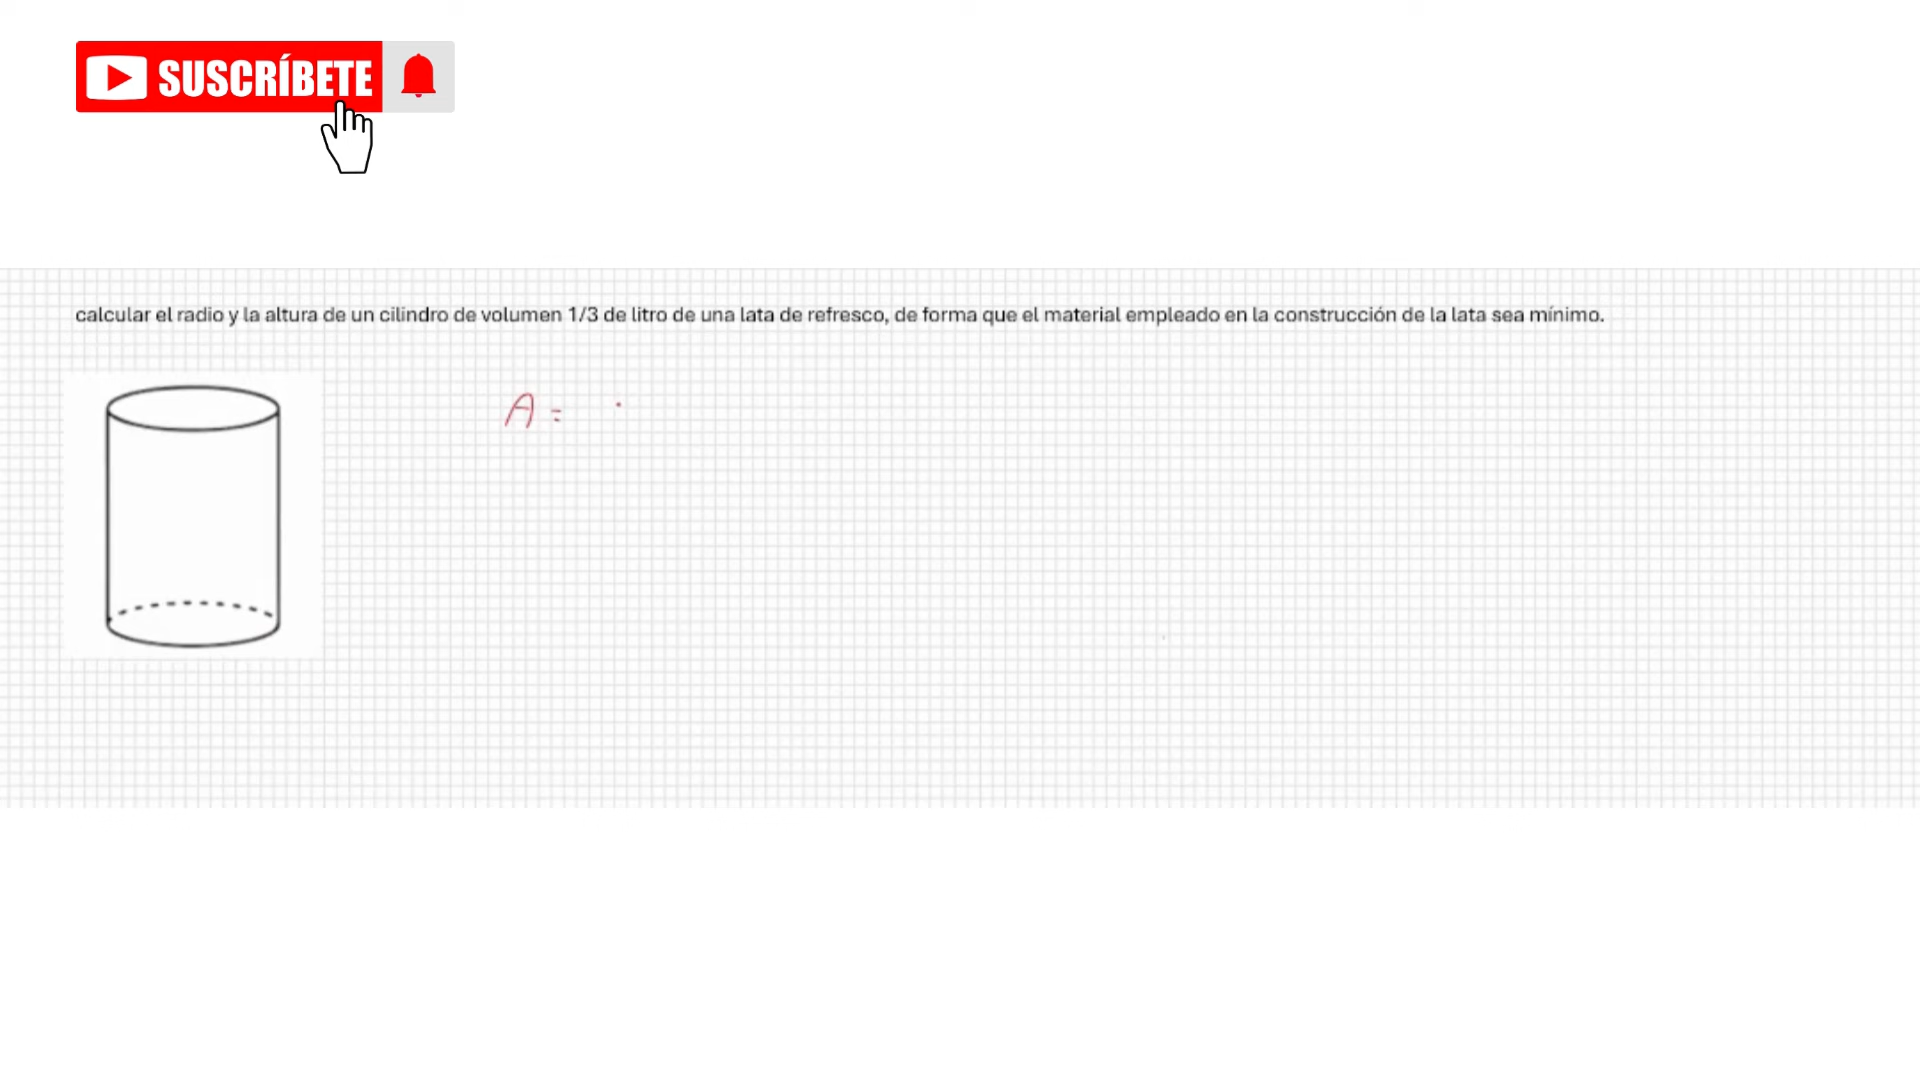 SUSCRÍBETE
calcular el radio y la altura de un cilindro de volumen 1/3 de litro de una lata de refresco, de forma que el material empleado en la construcción de la lata sea mínimo.
A =